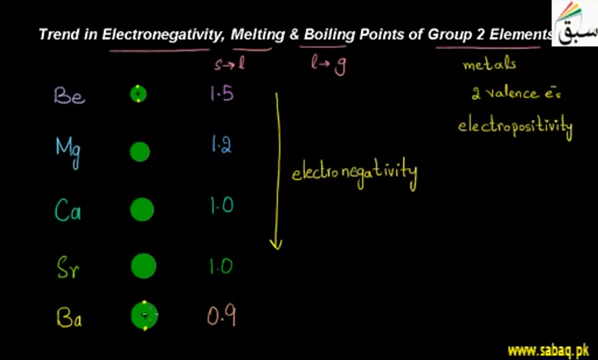 Trend in Electronegativity, Melting & Boiling Points of Group 2 Elements
سبق
s→l
l→g
metals
Be
1.5
2 valence e⁻s
electropositivity
Mg
1.2
electronegativity
Ca
1.0
Sr
1.0
Ba
0.9
www.sabaq.pk